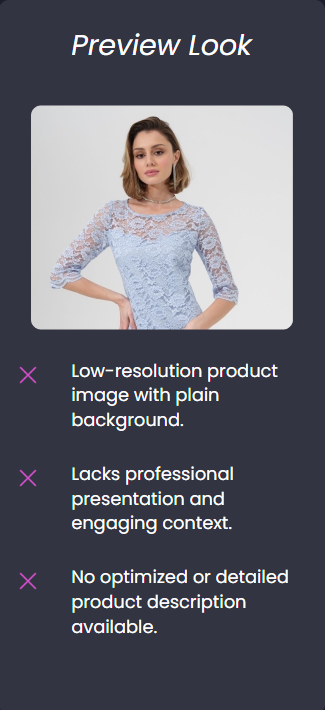 Preview Look
Low-resolution product
image with plain
background.
Lacks professional
presentation and
engaging context.
No optimized or detailed
product description
available.